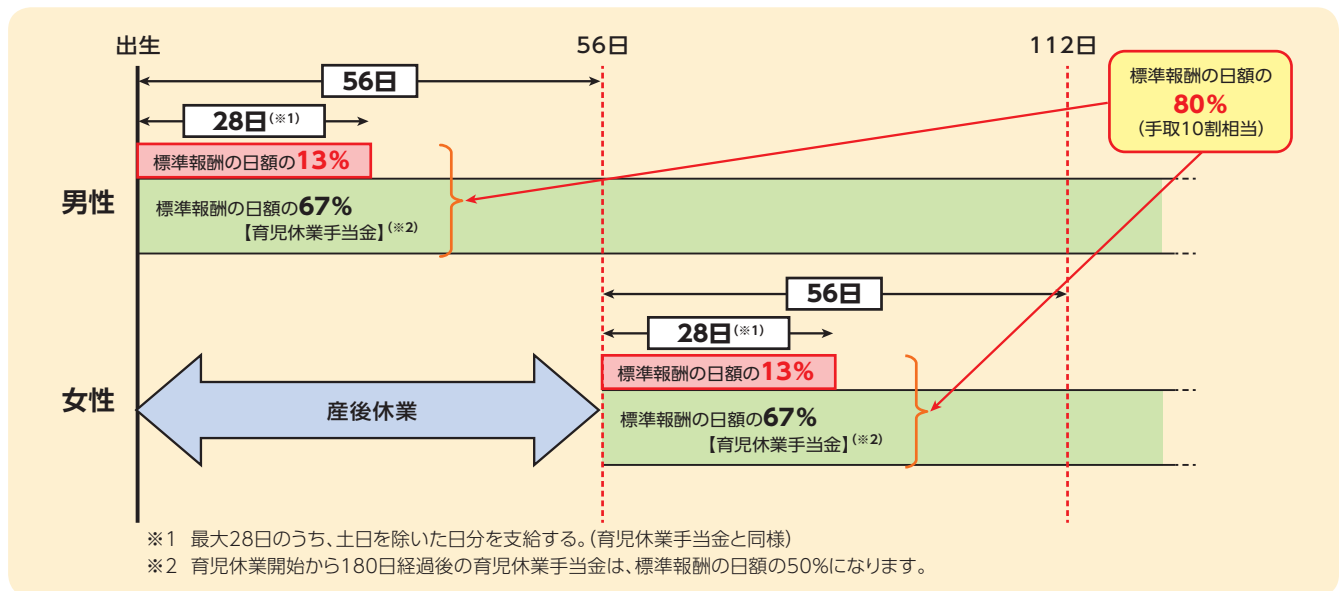 出生
56日
112日
標準報酬の日額の
80%
(手取10割相当)
56日
28日(※1)
標準報酬の日額の13%
男性
標準報酬の日額の67%
【育児休業手当金】(※2)
56日
28日(※1)
標準報酬の日額の13%
女性
産後休業
標準報酬の日額の67%
【育児休業手当金】(※2)
※1 最大28日のうち、土日を除いた日分を支給する。(育児休業手当金と同様)
※2 育児休業開始から180日経過後の育児休業手当金は、標準報酬の日額の50%になります。